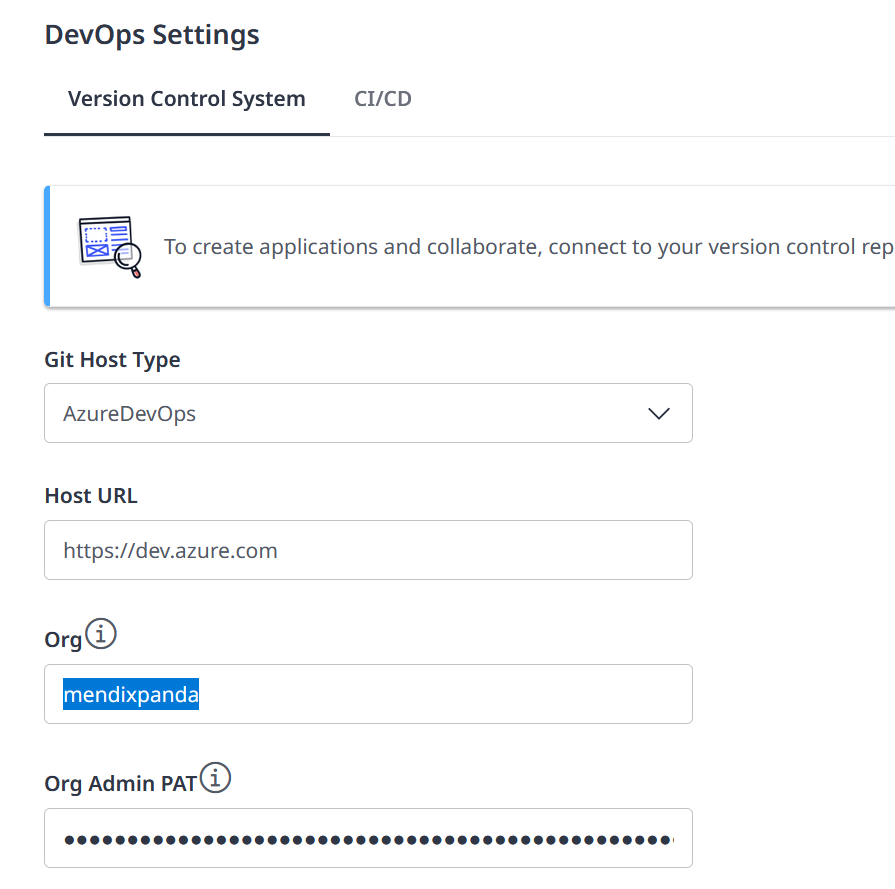 DevOps Settings
Version Control System CI/CD
To create applications and collaborate, connect to your version control rep
Git Host Type
AzureDevOps
Host URL
https://dev.azure.com
Org
mendixpanda
Org Admin PAT